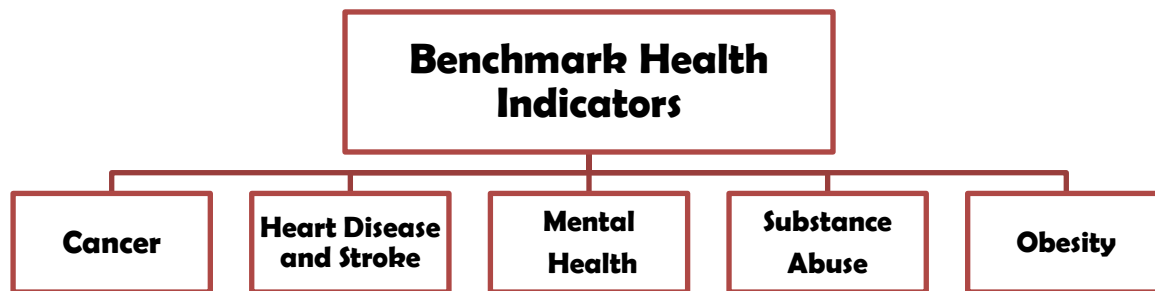 Benchmark Health
Indicators
Cancer
Heart Disease
and Stroke
Mental
Health
Substance
Abuse
Obesity